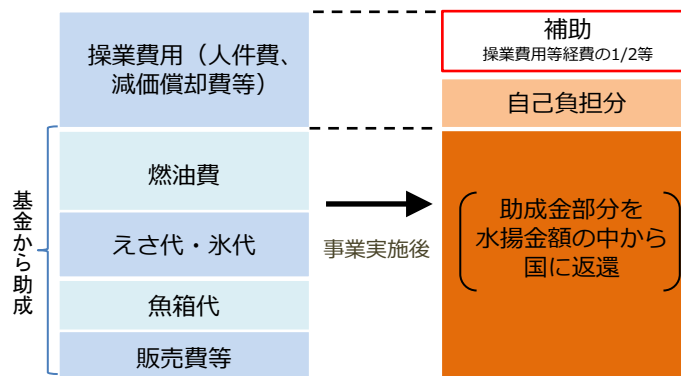 操業費用（人件費、
減価償却費等）
基金から助成
燃油費
えさ代・氷代
魚箱代
販売費等
事業実施後
補助
操業費用等経費の1/2等
自己負担分
助成金部分を
水揚金額の中から
国に返還